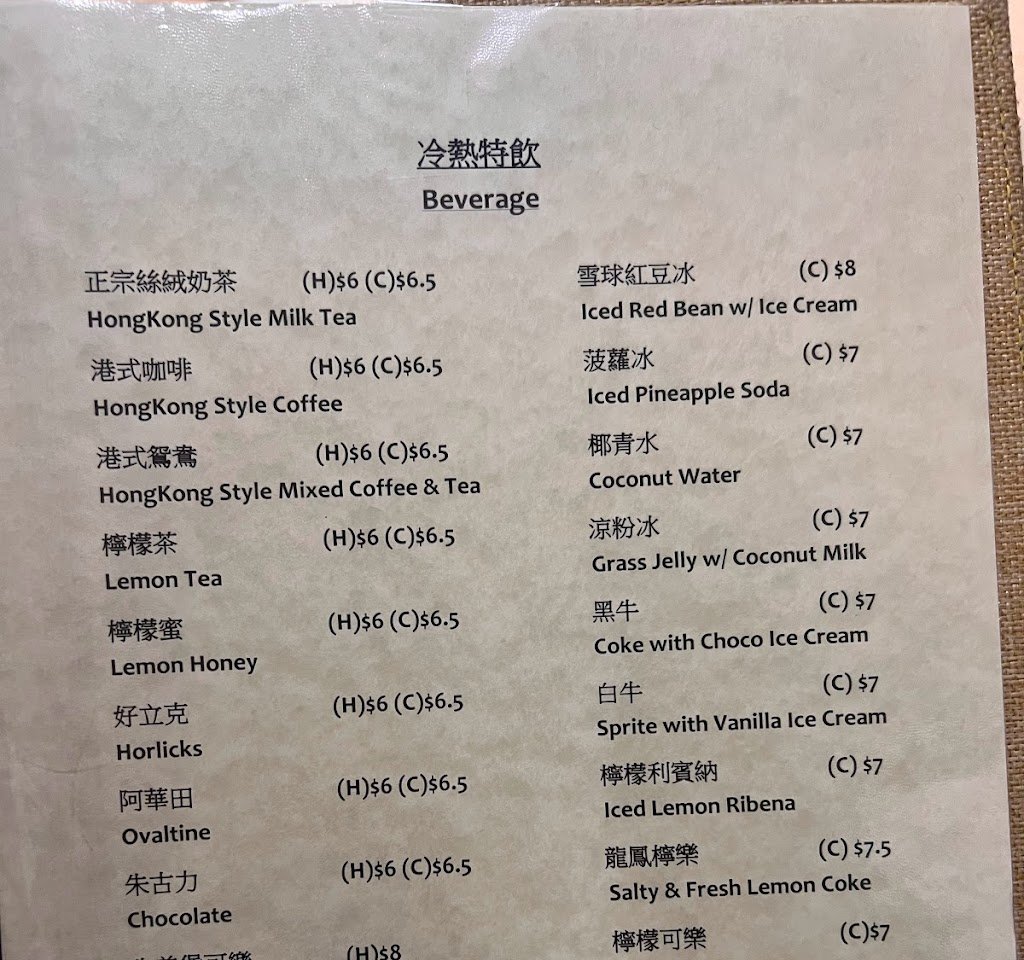 冷熱特飲
Beverage
正宗絲絨奶茶 (H)$6 (C)$6.5
HongKong Style Milk Tea
港式咖啡 (H)$6 (C)$6.5
HongKong Style Coffee
港式鴛鴦 (H)$6 (C)$6.5
HongKong Style Mixed Coffee & Tea
檸檬茶 (H)$6 (C)$6.5
Lemon Tea
檸檬蜜 (H)$6 (C)$6.5
Lemon Honey
好立克 (H)$6 (C)$6.5
Horlicks
阿華田 (H)$6 (C)$6.5
Ovaltine
朱古力 (H)$6 (C)$6.5
Chocolate
(H)$8
雪球紅豆冰 (C) $8
Iced Red Bean w/ Ice Cream
菠蘿冰 (C) $7
Iced Pineapple Soda
椰青水 (C) $7
Coconut Water
涼粉冰 (C) $7
Grass Jelly w/ Coconut Milk
黑牛 (C) $7
Coke with Choco Ice Cream
白牛 (C) $7
Sprite with Vanilla Ice Cream
檸檬利賓納 (C) $7
Iced Lemon Ribena
龍鳳檸樂 (C) $7.5
Salty & Fresh Lemon Coke
檸檬可樂 (C)$7